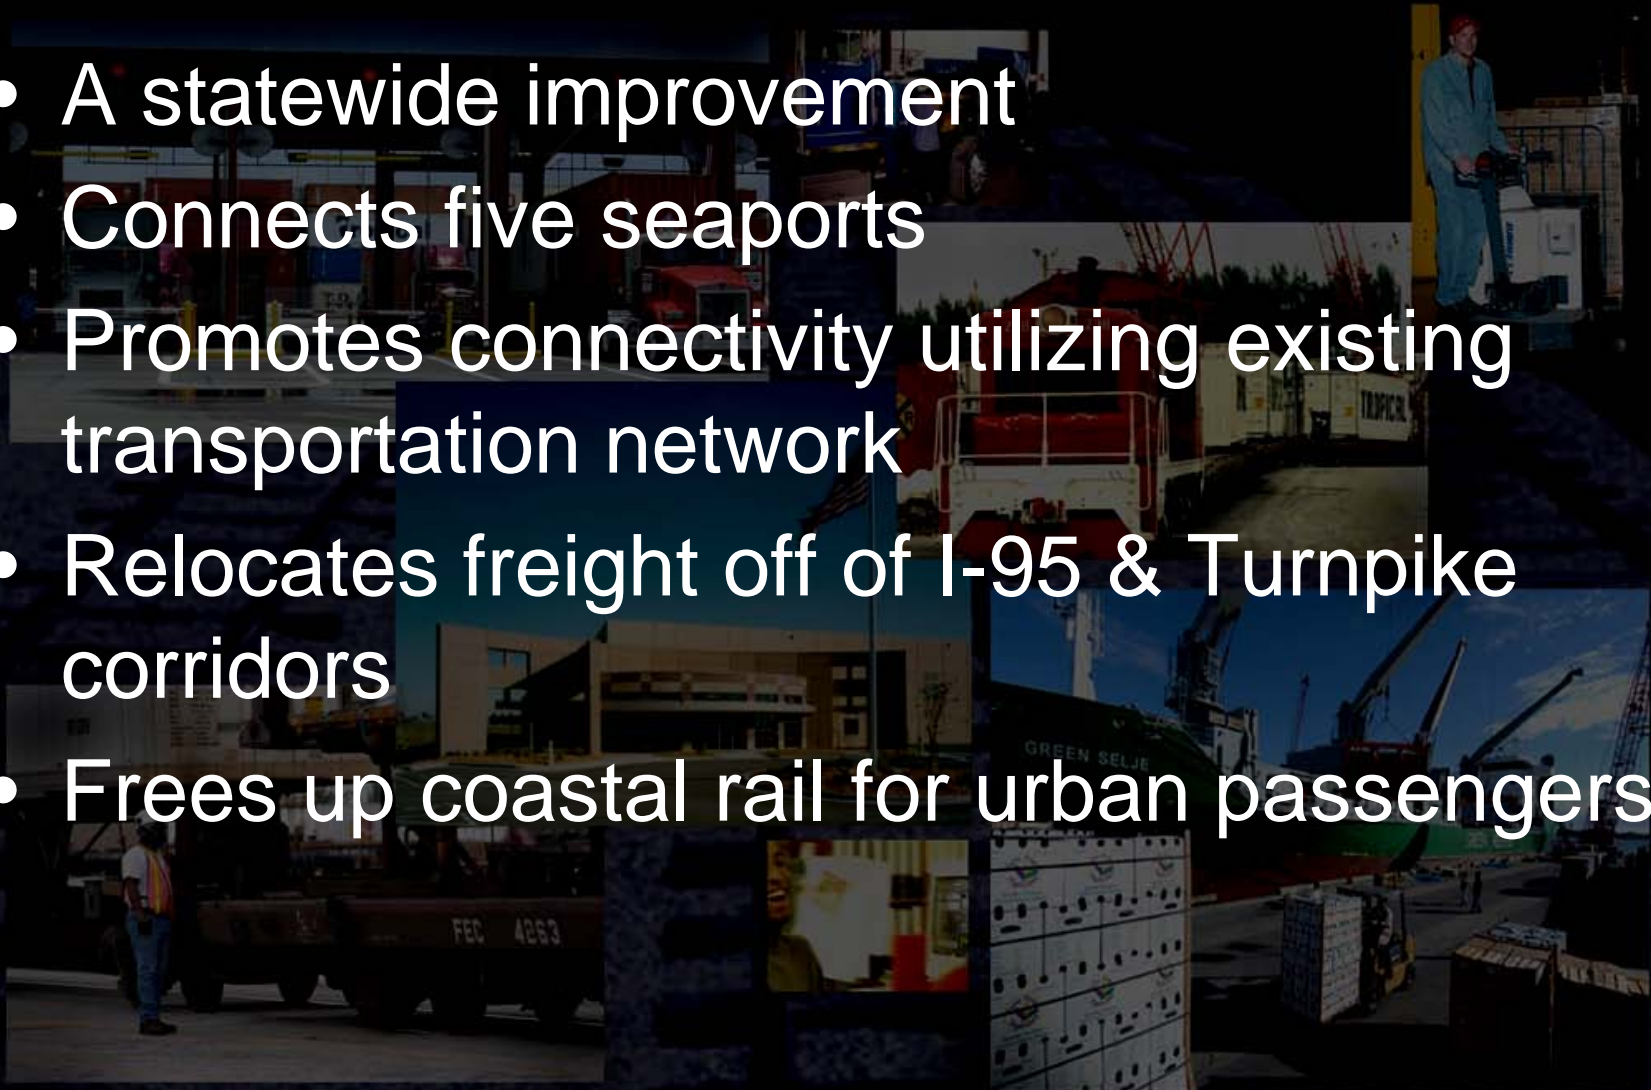 • A statewide improvement
• Connects five seaports
• Promotes connectivity utilizing existing
transportation network
• Relocates freight off of I-95 & Turnpike
corridors
• Frees up coastal rail for urban passengers
TROPICAL
GREEN SELJE
FEC 4263